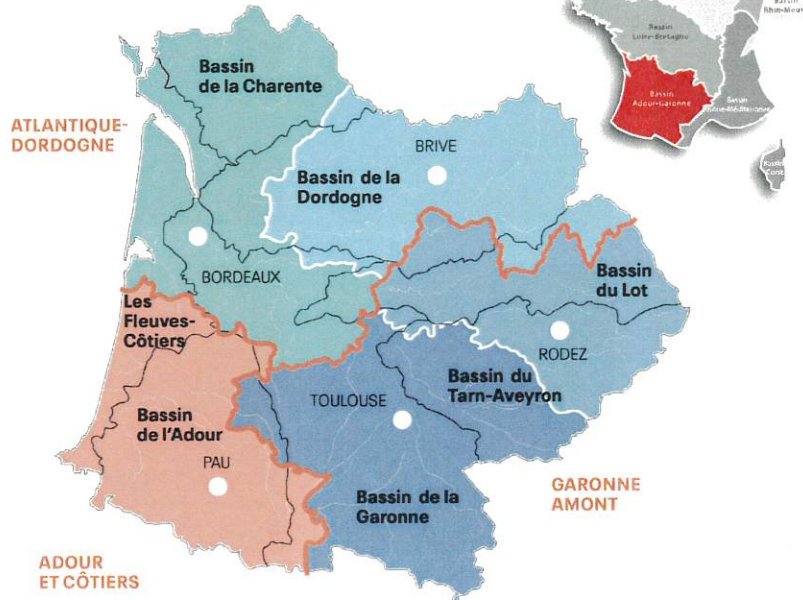 Bassin
de la Charente
ATLANTIQUE-
DORDOGNE
BRIVE
Bassin de la
Dordogne
BORDEAUX
Bassin
du Lot
Les
Fleuves-
Côtiers
RODEZ
Bassin du
Tarn-Aveyron
TOULOUSE
Bassin
de l'Adour
PAU
GARONNE
AMONT
Bassin de la
Garonne
ADOUR
ET CÔTIERS
Bassin
Loire-Bretagne
Bassin
Adour-Garonne
Bassin